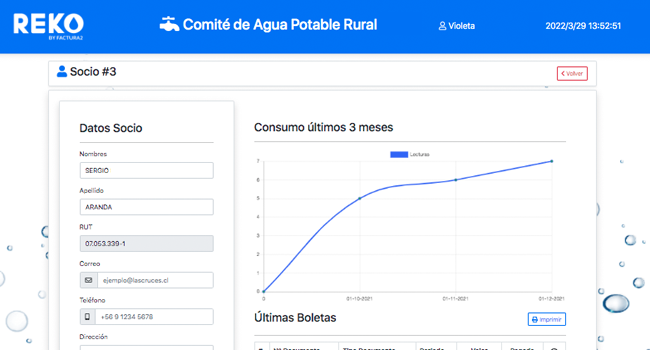 REKO
BY FACTURA2
Comité de Agua Potable Rural
Violeta
2022/3/29 13:52:51
Socio #3
Volver
Datos Socio
Nombres
SERGIO
Apellido
ARANDA
RUT
07.053.339-1
Correo
ejemplo@lascruces.cl
Teléfono
+56 9 1234 5678
Dirección
Consumo últimos 3 meses
Lecturas
7
6
5
4
3
2
1
0
3
01-10-2021
01-11-2021
01-12-2021
Últimas Boletas
Imprimir